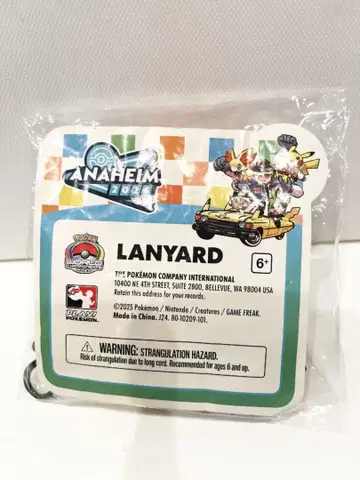 ANAHEIM
2025
LANYARD
6+
THE POKÉMON COMPANY INTERNATIONAL
10400 NE 4TH STREET, SUITE 2800, BELLEVUE, WA 98004 USA
Retain this address for your records.
PLAY!
POKÉMON
©2025 Pokémon / Nintendo / Creatures / GAME FREAK.
Made in China. J24. 80-10209-101.
WARNING: STRANGULATION HAZARD.
Risk of strangulation due to long cord. Recommended for ages 6 and up.